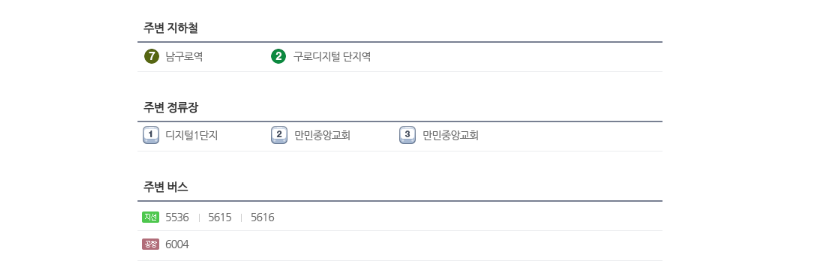 주변 지하철
7 남구로역 2 구로디지털 단지역
주변 정류장
1 디지털1단지 2 만민중앙교회 3 만민중앙교회
주변 버스
지선 5536 | 5615 | 5616
공항 6004